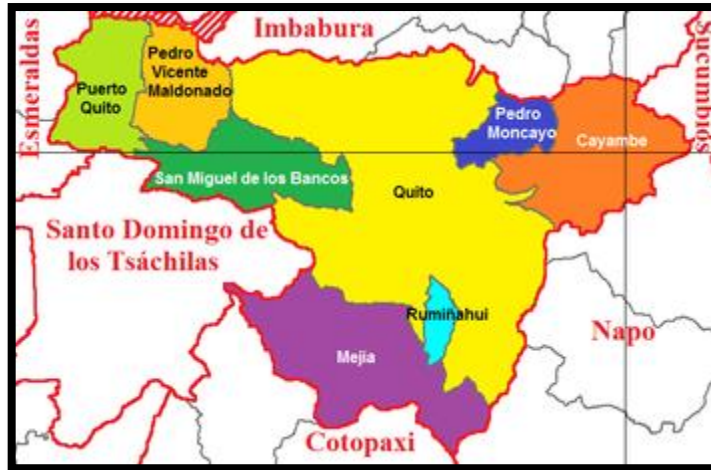 Imbabura
Esmeraldas
Sucumbíos
Pedro
Vicente
Maldonado
Puerto
Quito
Pedro
Moncayo
Cayambe
San Miguel de los Bancos
Quito
Santo Domingo de
los Tsáchilas
Rumiñahui
Napo
Mejía
Cotopaxi